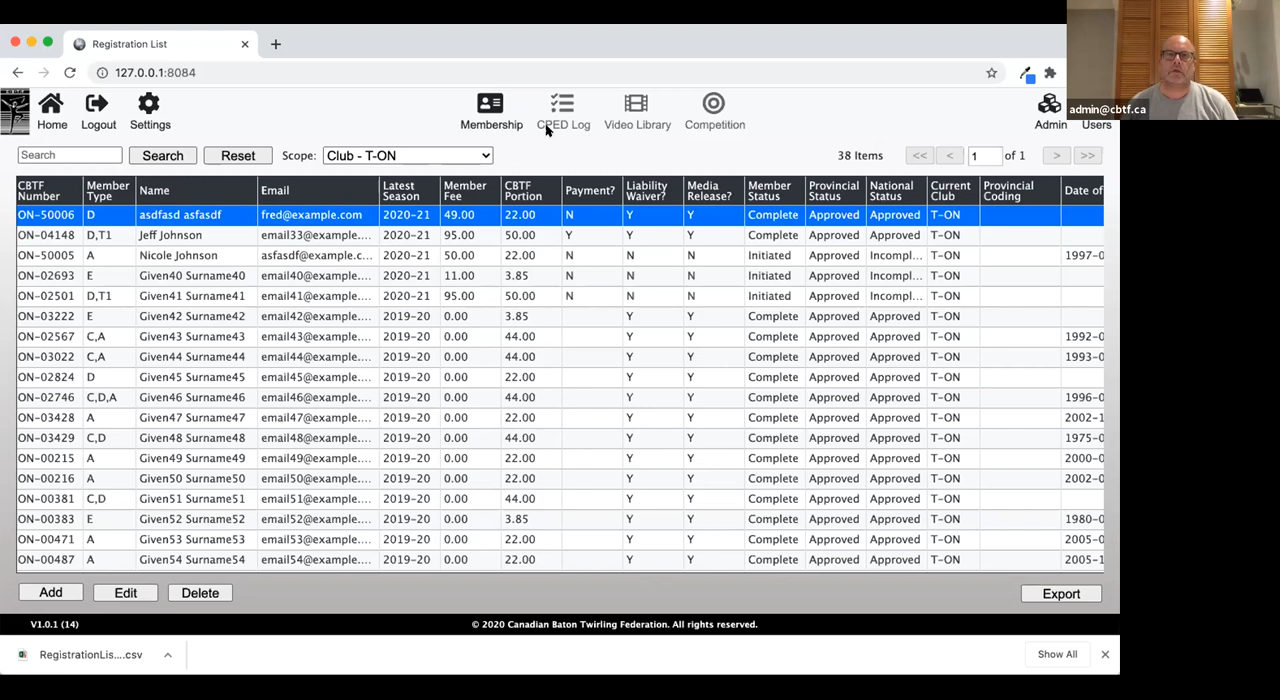 Registration List
127.0.0.1:8084
admin@cbtf.ca
Home Logout Settings Membership CPED Log Video Library Competition Admin Users
Search Search Reset Scope: Club - T-ON 38 Items << < 1 of 1 > >>
CBTF Number Member Type Name Email Latest Season Member Fee CBTF Portion Payment? Liability Waiver? Media Release? Member Status Provincial Status National Status Current Club Provincial Coding Date of
ON-50006 D asdfasd asfasdf fred@example.com 2020-21 49.00 22.00 N Y Y Complete Approved Approved T-ON
ON-04148 D,T1 Jeff Johnson email33@example.... 2020-21 95.00 50.00 Y Y Y Complete Approved Approved T-ON
ON-50005 A Nicole Johnson asfasdf@example.c... 2020-21 50.00 22.00 N N N Initiated Approved Incompl... T-ON 1997-0
ON-02693 E Given40 Surname40 email40@example.... 2020-21 11.00 3.85 N N N Initiated Approved Incompl... T-ON
ON-02501 D,T1 Given41 Surname41 email41@example.... 2020-21 95.00 50.00 N N N Initiated Approved Incompl... T-ON
ON-03222 E Given42 Surname42 email42@example.... 2019-20 0.00 3.85 Y Y Complete Approved Approved T-ON
ON-02567 C,A Given43 Surname43 email43@example.... 2019-20 0.00 44.00 Y Y Complete Approved Approved T-ON 1992-0
ON-03022 C,A Given44 Surname44 email44@example.... 2019-20 0.00 44.00 Y Y Complete Approved Approved T-ON 1993-0
ON-02824 D Given45 Surname45 email45@example.... 2019-20 0.00 22.00 Y Y Complete Approved Approved T-ON
ON-02746 C,D,A Given46 Surname46 email46@example.... 2019-20 0.00 44.00 Y Y Complete Approved Approved T-ON 1996-0
ON-03428 A Given47 Surname47 email47@example.... 2019-20 0.00 22.00 Y Y Complete Approved Approved T-ON 2002-1
ON-03429 C,D Given48 Surname48 email48@example.... 2019-20 0.00 44.00 Y Y Complete Approved Approved T-ON 1975-0
ON-00215 A Given49 Surname49 email49@example.... 2019-20 0.00 22.00 Y Y Complete Approved Approved T-ON 2000-0
ON-00216 A Given50 Surname50 email50@example.... 2019-20 0.00 22.00 Y Y Complete Approved Approved T-ON 2002-0
ON-00381 C,D Given51 Surname51 email51@example.... 2019-20 0.00 44.00 Y Y Complete Approved Approved T-ON
ON-00383 E Given52 Surname52 email52@example.... 2019-20 0.00 3.85 Y Y Complete Approved Approved T-ON 1980-0
ON-00471 A Given53 Surname53 email53@example.... 2019-20 0.00 22.00 Y Y Complete Approved Approved T-ON 2005-0
ON-00487 A Given54 Surname54 email54@example.... 2019-20 0.00 22.00 Y Y Complete Approved Approved T-ON 2005-1
Add Edit Delete Export
V1.0.1 (14) © 2020 Canadian Baton Twirling Federation. All rights reserved.
RegistrationLis....csv Show All